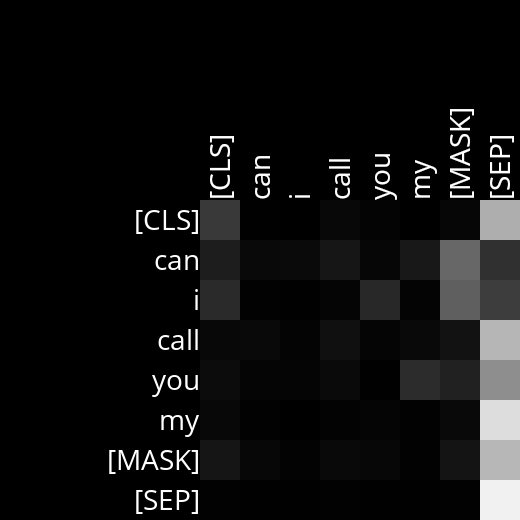 [CLS] can i call you my [MASK] [SEP]
[CLS]
can
i
call
you
my
[MASK]
[SEP]